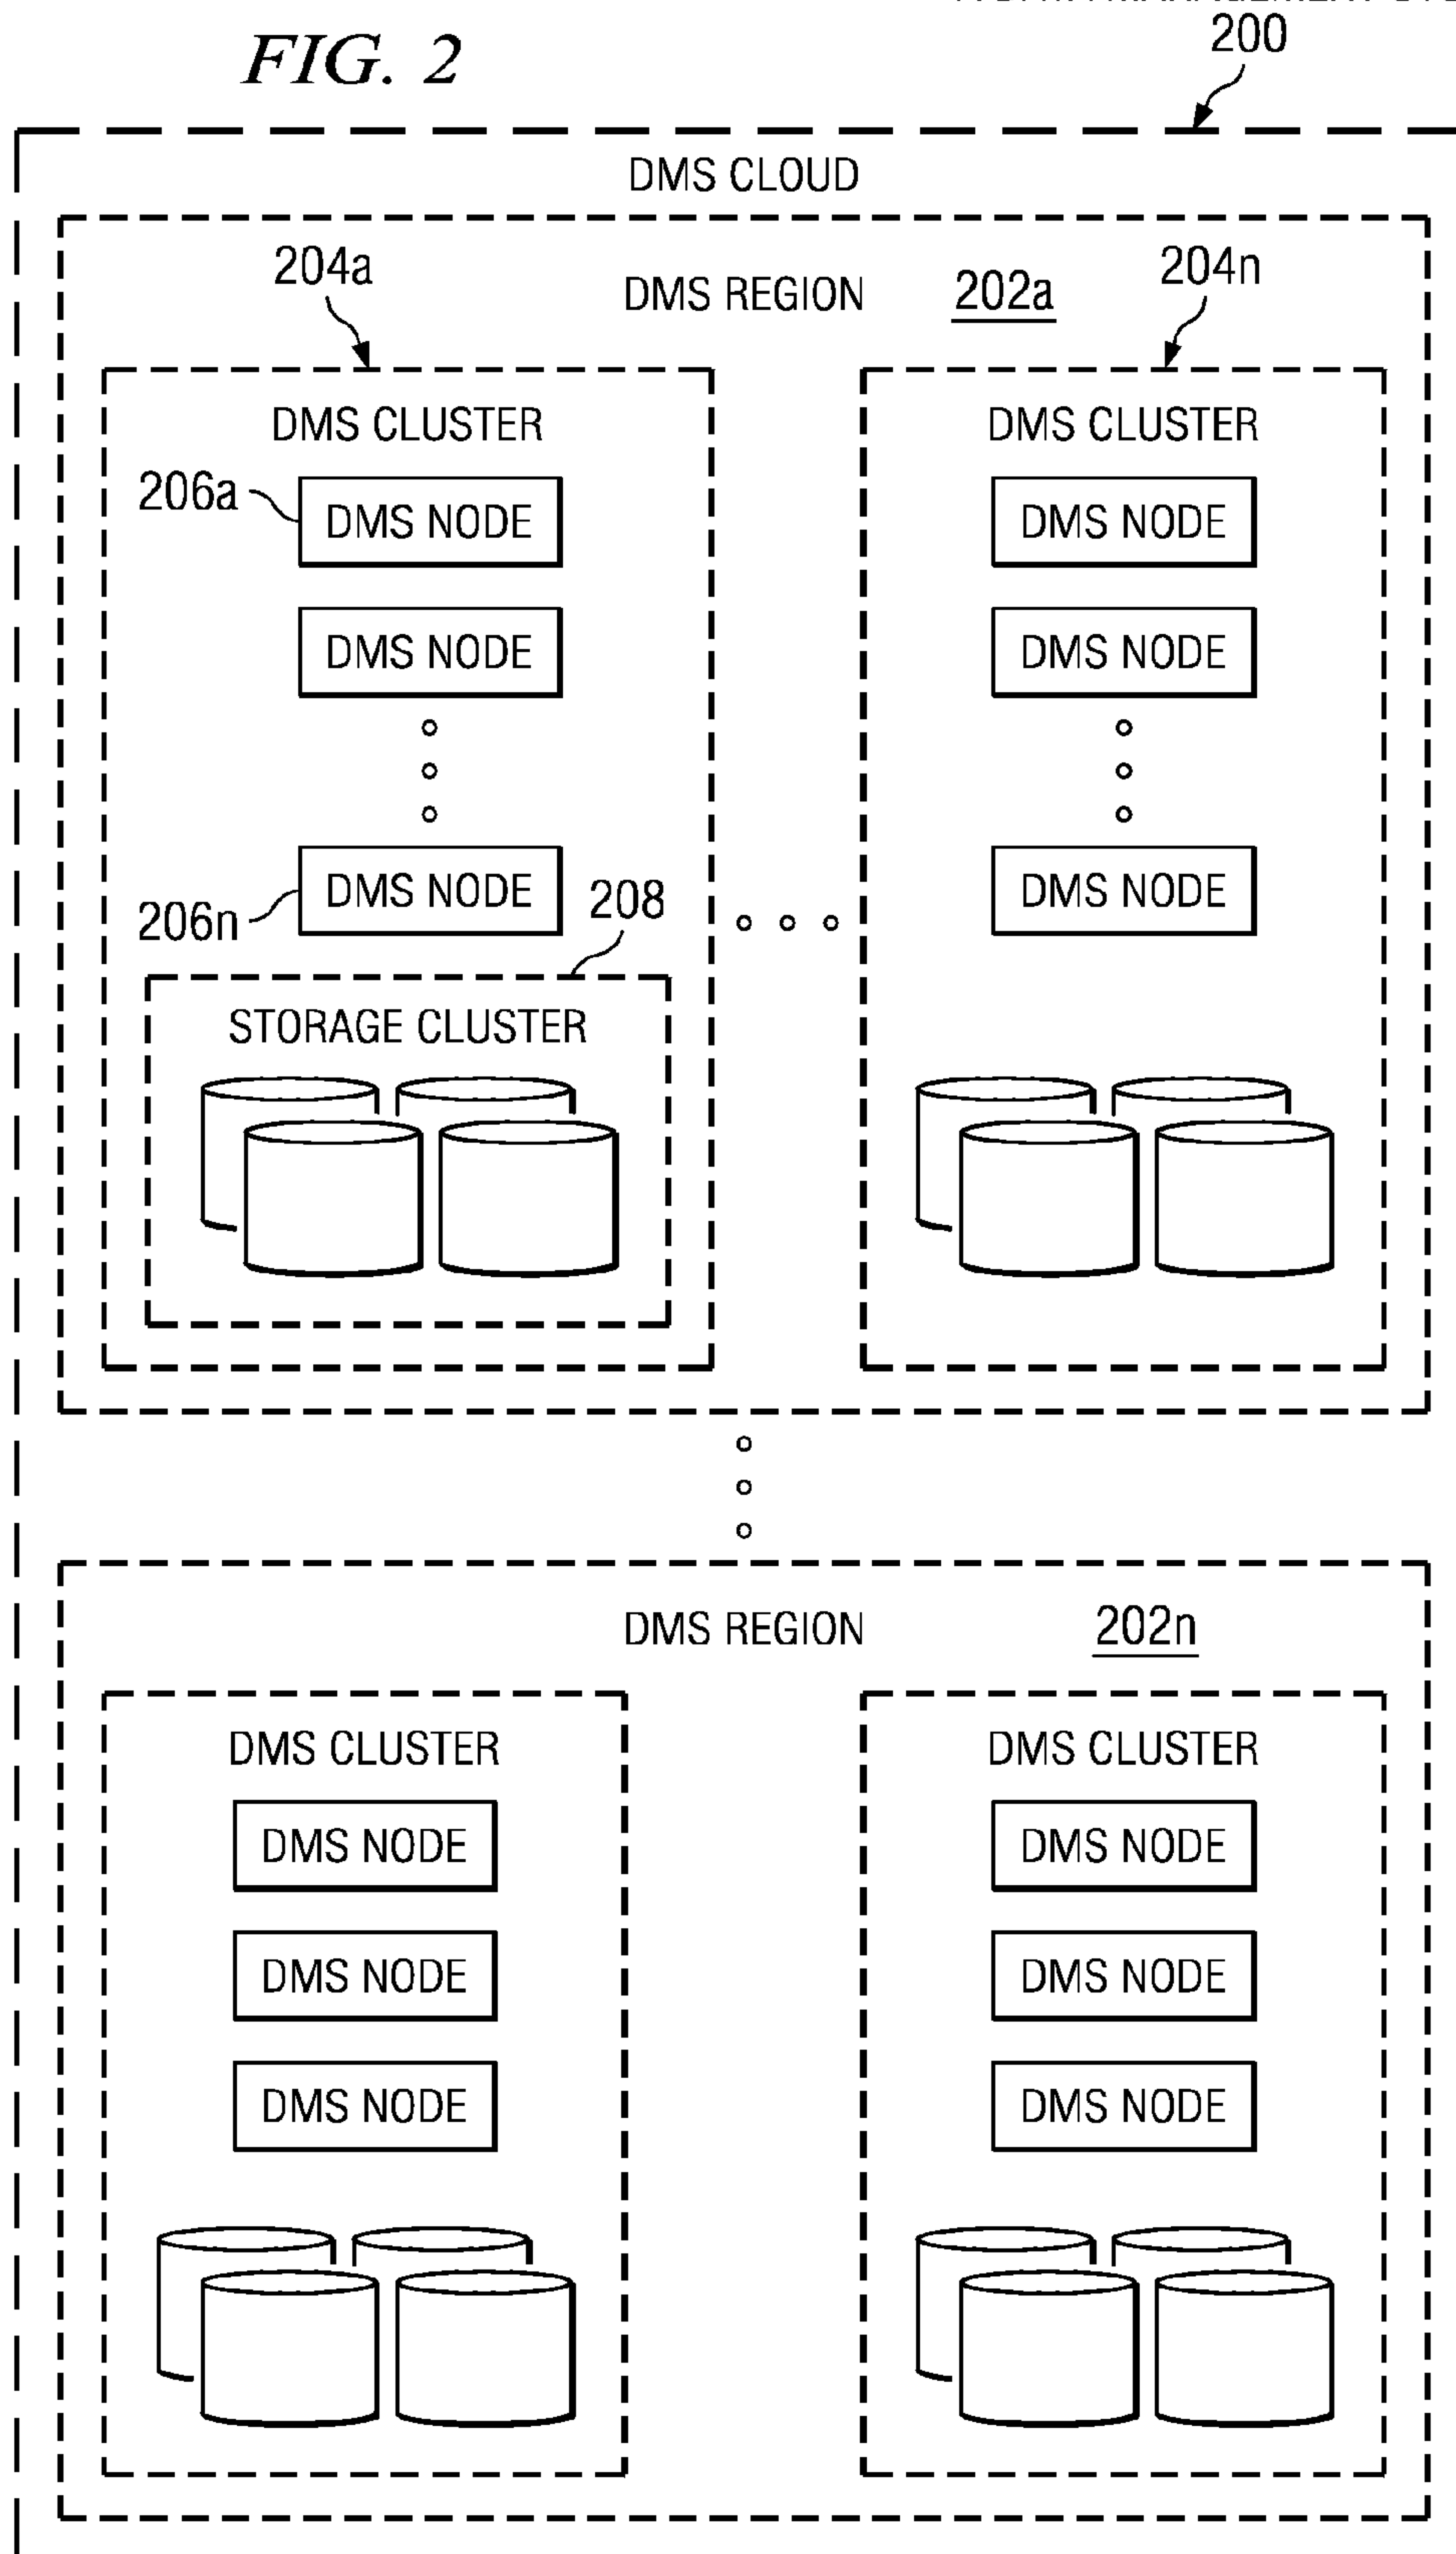 FIG. 2
200
DMS CLOUD
204a
DMS REGION 202a
204n
DMS CLUSTER
DMS CLUSTER
206a
DMS NODE
DMS NODE
DMS NODE
DMS NODE
206n
DMS NODE
208
DMS NODE
STORAGE CLUSTER
DMS REGION 202n
DMS CLUSTER
DMS CLUSTER
DMS NODE
DMS NODE
DMS NODE
DMS NODE
DMS NODE
DMS NODE